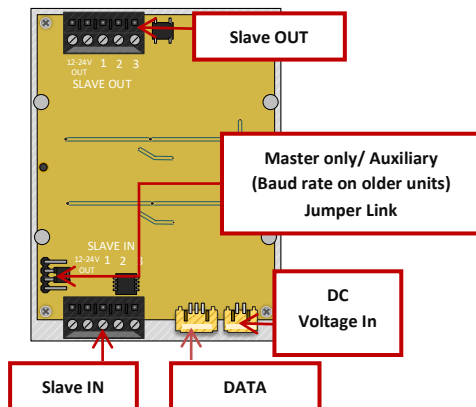 Slave OUT
12-24V 1 2 3
OUT
SLAVE OUT
Master only/ Auxiliary
(Baud rate on older units)
Jumper Link
SLAVE IN
12-24V 1 2 3
OUT
DC
Voltage In
Slave IN
DATA